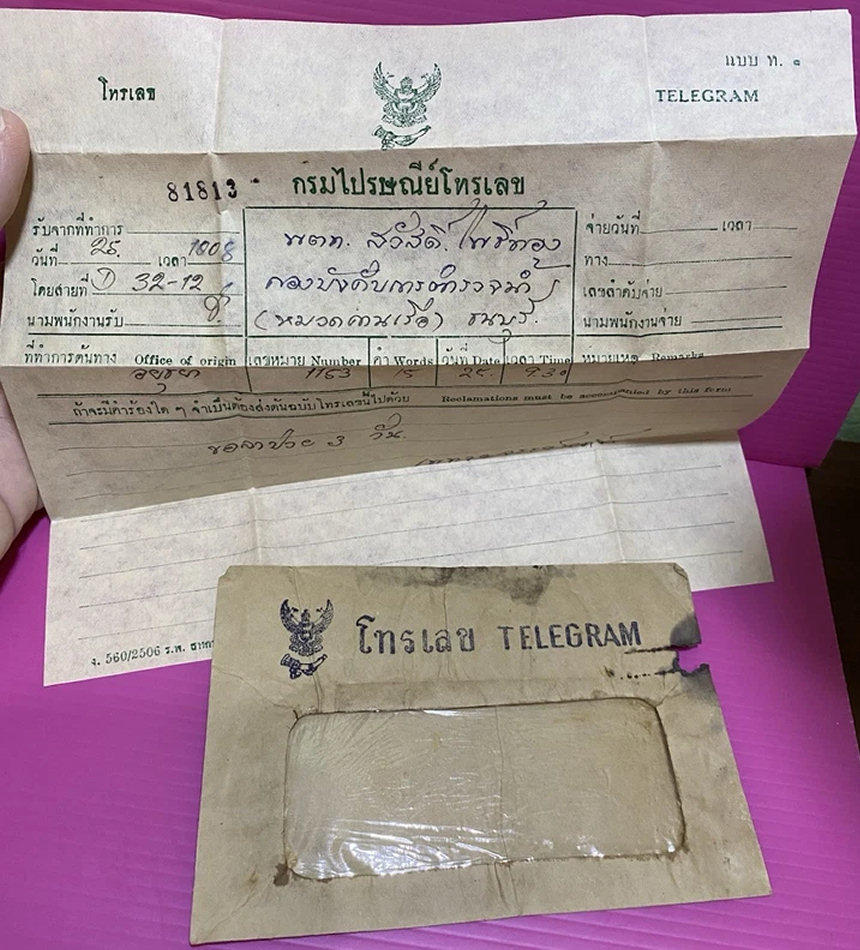 แบบ ท. ๑
โทรเลข TELEGRAM
81813 กรมไปรษณีย์โทรเลข
รับจากที่ทำการ
วันที่ 25. เวลา 1008
โดยสายที่ D 32-12
นามพนักงานรับ
พตท. สวัสดิ์ โพธิ์ทอง
กองบังคับการตำรวจน้ำ
(หมวดด่านเรือ) ธนบุรี.
จ่ายวันที่ เวลา
ทาง
เลขลำดับจ่าย
นามพนักงานจ่าย
ที่ทำการต้นทาง Office of origin เลขหมาย Number คำ Words วันที่ Date เวลา Time หมายเหตุ Remarks
อยุธยา 1153 15 25. 930
ถ้าจะมีคำร้องใด ๆ จำเป็นต้องส่งต้นฉบับโทรเลขนี้ไปด้วย Reclamations must be accompanied by this form
ขอลาป่วย 3 วัน.
ง. 560/2506 ร.พ.
โทรเลข TELEGRAM